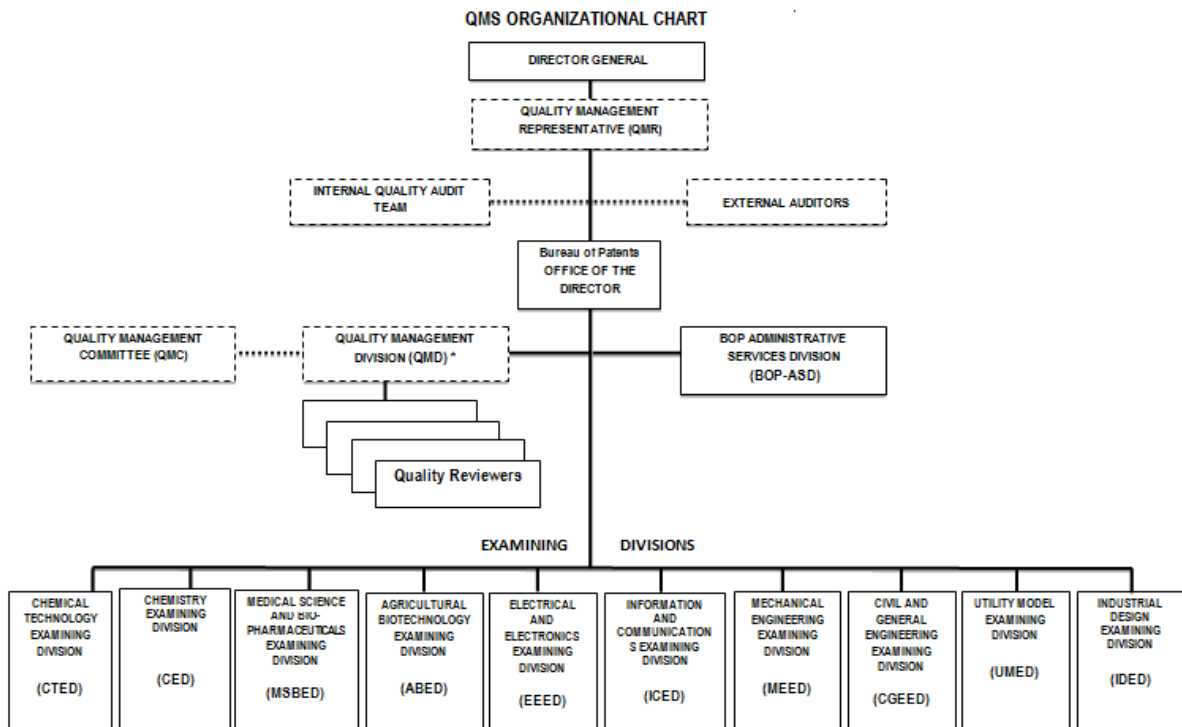 QMS ORGANIZATIONAL CHART
DIRECTOR GENERAL
QUALITY MANAGEMENT
REPRESENTATIVE (QMR)
INTERNAL QUALITY AUDIT
TEAM
EXTERNAL AUDITORS
Bureau of Patents
OFFICE OF THE
DIRECTOR
QUALITY MANAGEMENT
COMMITTEE (QMC)
QUALITY MANAGEMENT
DIVISION (QMD) *
BOP ADMINISTRATIVE
SERVICES DIVISION
(BOP-ASD)
Quality Reviewers
EXAMINING DIVISIONS
CHEMICAL
TECHNOLOGY
EXAMINING
DIVISION
(CTED)
CHEMISTRY
EXAMINING
DIVISION
(CED)
MEDICAL SCIENCE
AND BIO-
PHARMACEUTICALS
EXAMINING
DIVISION
(MSBED)
AGRICULTURAL
BIOTECHNOLOGY
EXAMINING
DIVISION
(ABED)
ELECTRICAL
AND
ELECTRONICS
EXAMINING
DIVISION
(EEED)
INFORMATION
AND
COMMUNICATION
S EXAMINING
DIVISION
(ICED)
MECHANICAL
ENGINEERING
EXAMINING
DIVISION
(MEED)
CIVIL AND
GENERAL
ENGINEERING
EXAMINING
DIVISION
(CGEED)
UTILITY MODEL
EXAMINING
DIVISION
(UMED)
INDUSTRIAL
DESIGN
EXAMINING
DIVISION
(IDED)